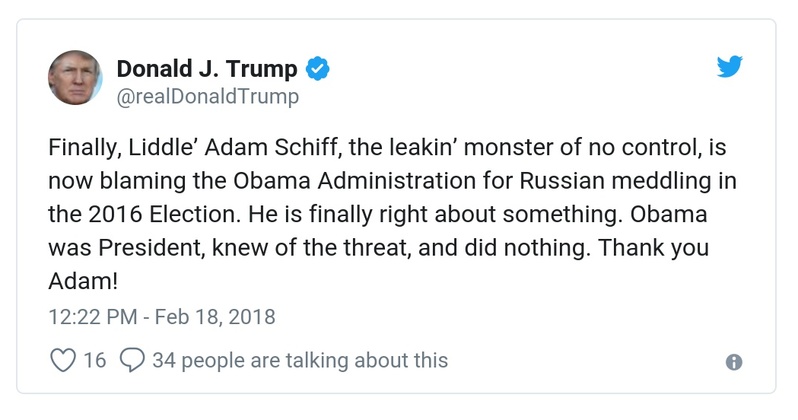 Donald J. Trump
@realDonaldTrump
Finally, Liddle’ Adam Schiff, the leakin’ monster of no control, is
now blaming the Obama Administration for Russian meddling in
the 2016 Election. He is finally right about something. Obama
was President, knew of the threat, and did nothing. Thank you
Adam!
12:22 PM - Feb 18, 2018
16 34 people are talking about this